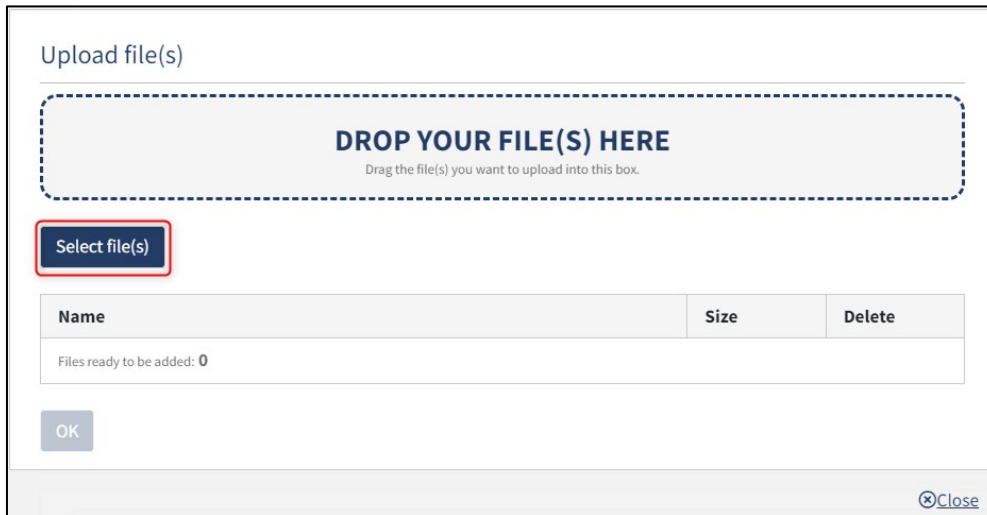 Upload file(s)
DROP YOUR FILE(S) HERE
Drag the file(s) you want to upload into this box.
Select file(s)
Name Size Delete
Files ready to be added: 0
OK
Close